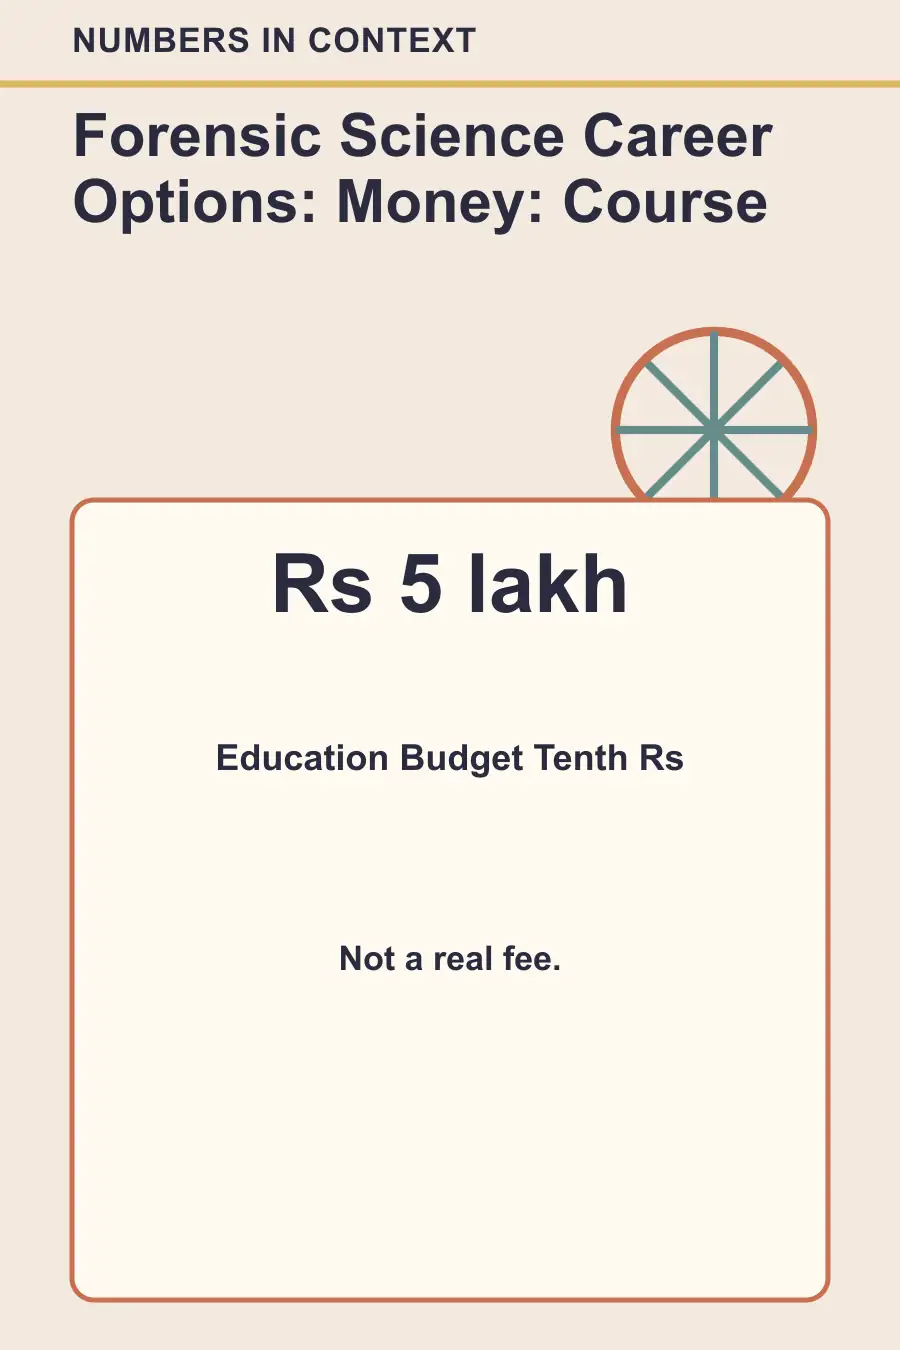 NUMBERS IN CONTEXT
Forensic Science Career
Options: Money: Course
Rs 5 lakh
Education Budget Tenth Rs
Not a real fee.